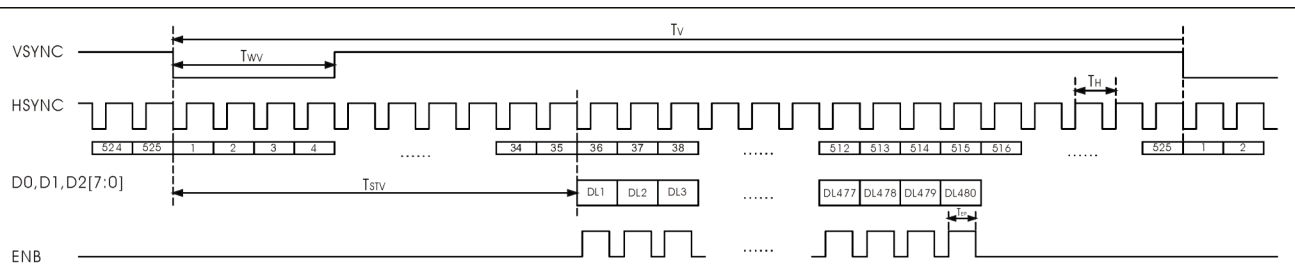 Tv
VSYNC
Twv
HSYNC
TH
524 525 1 2 3 4 ...... 34 35 36 37 38 ...... 512 513 514 515 516 ...... 525 1 2
D0,D1,D2[7:0]
TSTV
DL1 DL2 DL3 ...... DL477 DL478 DL479 DL480
ENB ......